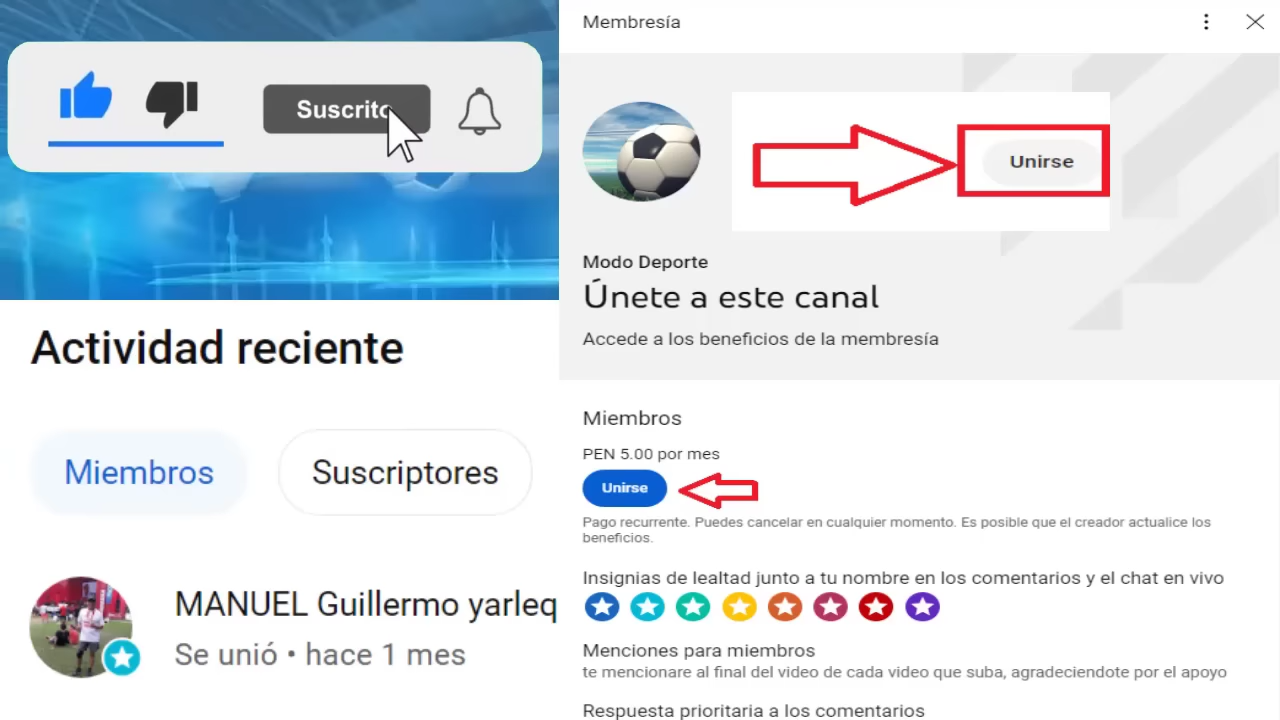 Suscrito
Actividad reciente
Miembros
Suscriptores
MANUEL Guillermo yarleq
Se unió • hace 1 mes
Membresía
Unirse
Modo Deporte
Únete a este canal
Accede a los beneficios de la membresía
Miembros
PEN 5.00 por mes
Unirse
Pago recurrente. Puedes cancelar en cualquier momento. Es posible que el creador actualice los
beneficios.
Insignias de lealtad junto a tu nombre en los comentarios y el chat en vivo
Menciones para miembros
te mencionare al final del video de cada video que suba, agradeciendote por el apoyo
Respuesta prioritaria a los comentarios